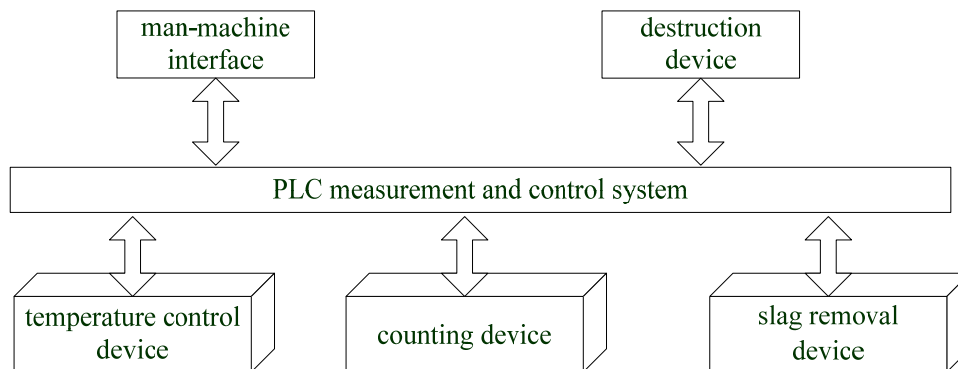 man-machine
interface
destruction
device
PLC measurement and control system
temperature control
device
counting device
slag removal
device